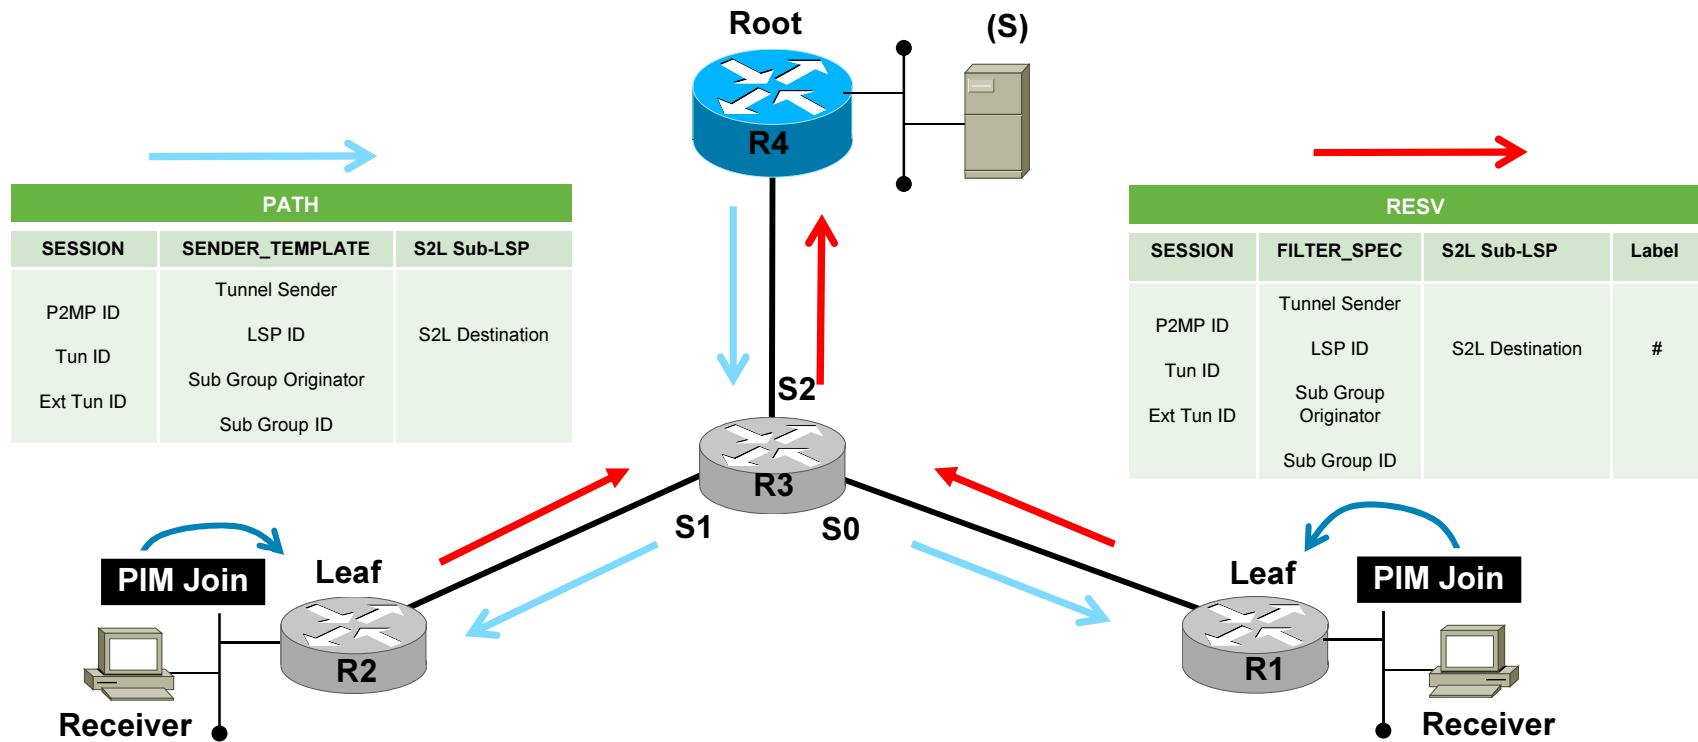 Root
(S)
R4
PATH
SESSION SENDER_TEMPLATE S2L Sub-LSP
P2MP ID
Tun ID
Ext Tun ID
Tunnel Sender
LSP ID
Sub Group Originator
Sub Group ID
S2L Destination
RESV
SESSION FILTER_SPEC S2L Sub-LSP Label
P2MP ID
Tun ID
Ext Tun ID
Tunnel Sender
LSP ID
Sub Group
Originator
Sub Group ID
S2L Destination
#
S2
R3
S1
S0
PIM Join
Leaf
R2
Receiver
Leaf
PIM Join
R1
Receiver